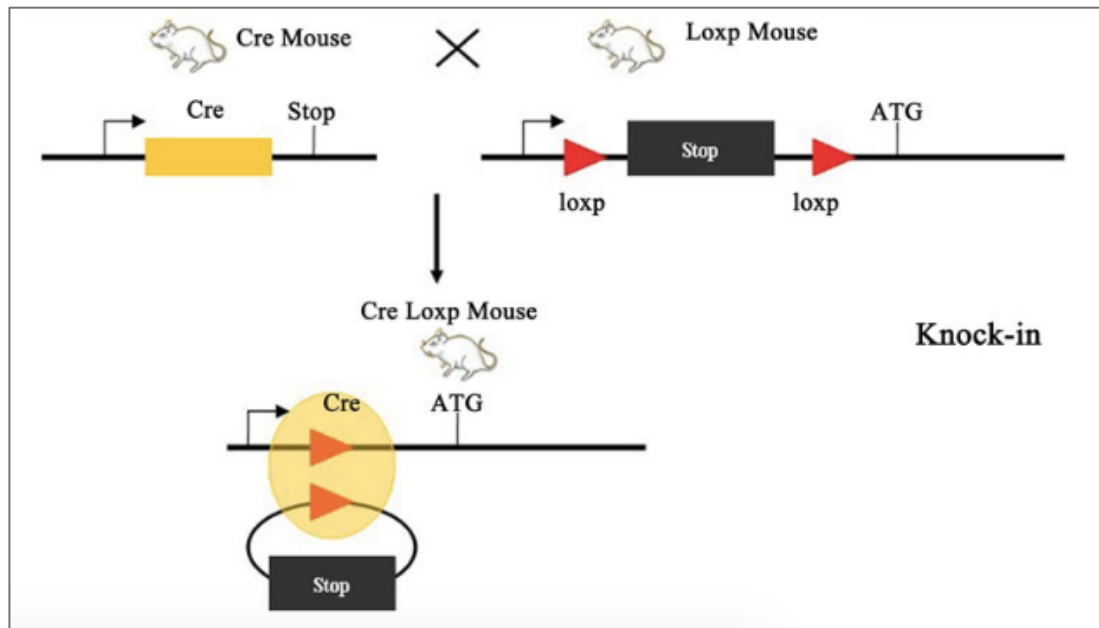 Cre Mouse
Loxp Mouse
Cre
Stop
ATG
Stop
loxp
loxp
Cre Loxp Mouse
Knock-in
Cre
ATG
Stop